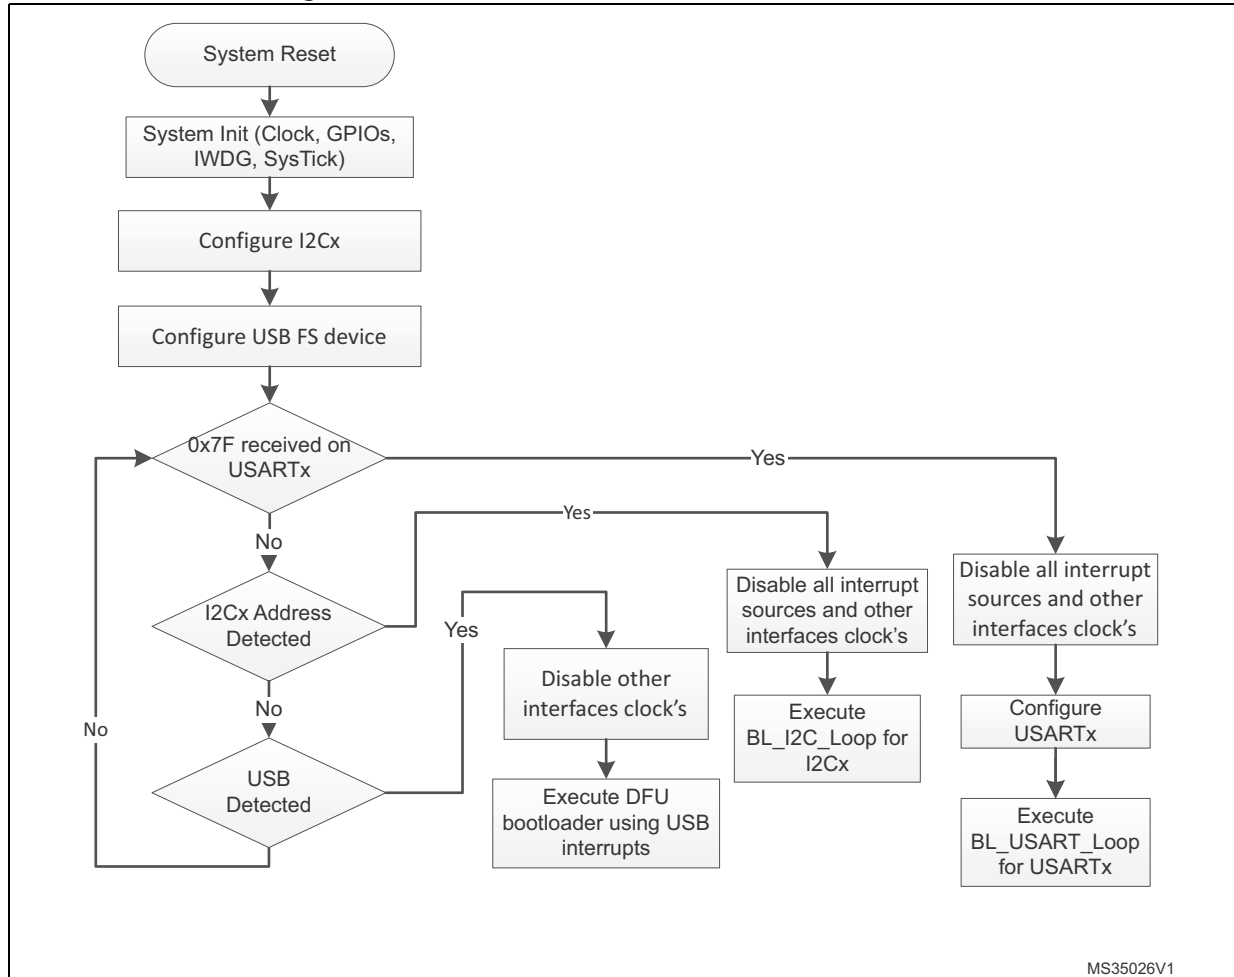 System Reset
System Init (Clock, GPIOs,
IWDG, SysTick)
Configure I2Cx
Configure USB FS device
0x7F received on
USARTx
Yes
No
Yes
I2Cx Address
Detected
Yes
Disable all interrupt
sources and other
interfaces clock's
Disable all interrupt
sources and other
interfaces clock's
Disable other
interfaces clock's
No
No
Execute
BL_I2C_Loop for
I2Cx
Configure
USARTx
USB
Detected
Execute DFU
bootloader using USB
interrupts
Execute
BL_USART_Loop
for USARTx
MS35026V1